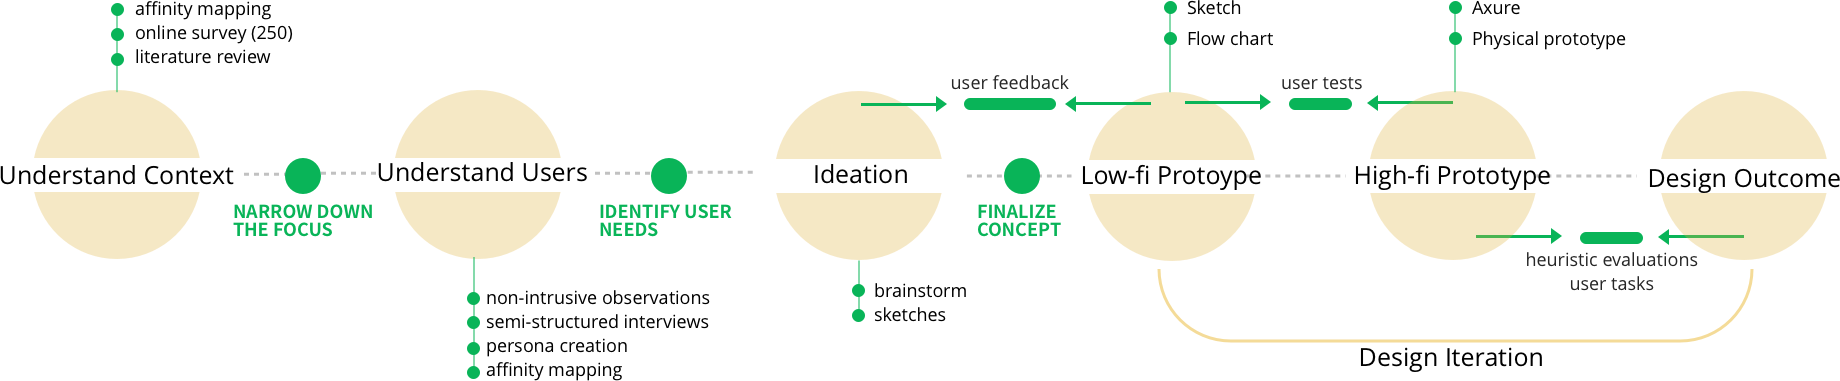 affinity mapping
online survey (250)
literature review
Understand Context
NARROW DOWN
THE FOCUS
Understand Users
non-intrusive observations
semi-structured interviews
persona creation
affinity mapping
IDENTIFY USER
NEEDS
Ideation
brainstorm
sketches
user feedback
FINALIZE
CONCEPT
Sketch
Flow chart
Low-fi Protoype
user tests
Axure
Physical prototype
High-fi Prototype
heuristic evaluations
user tasks
Design Outcome
Design Iteration